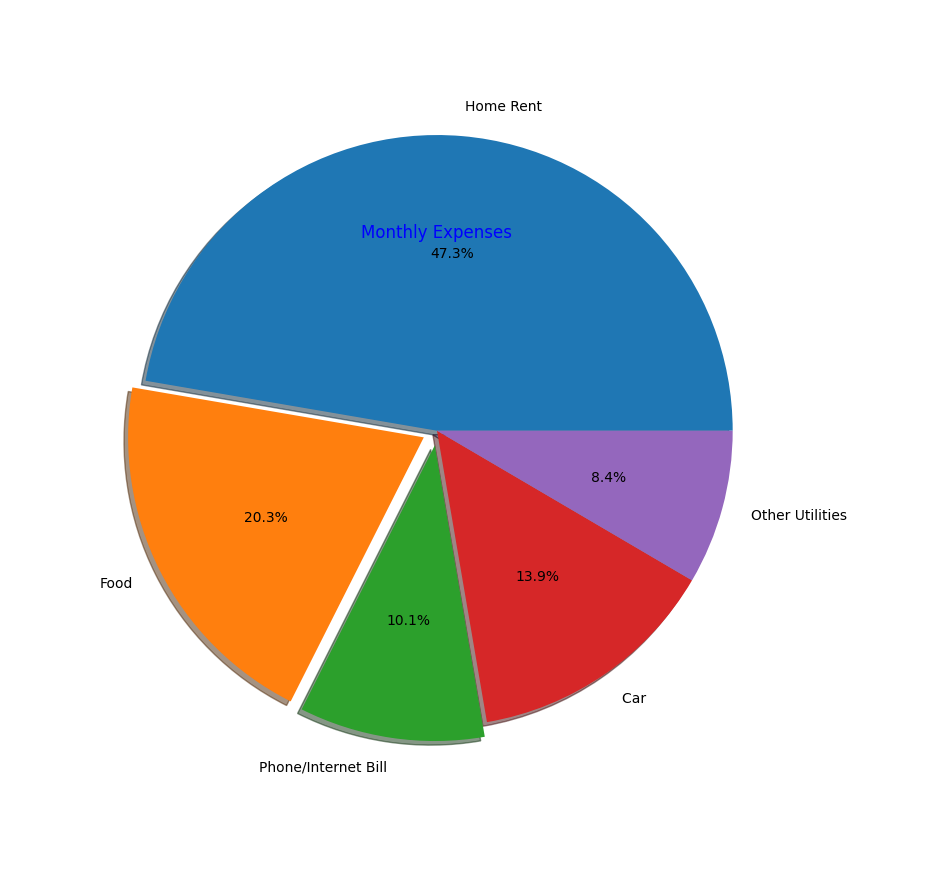 Home Rent
Monthly Expenses
47.3%
8.4%
Other Utilities
20.3%
13.9%
Food
10.1%
Car
Phone/Internet Bill